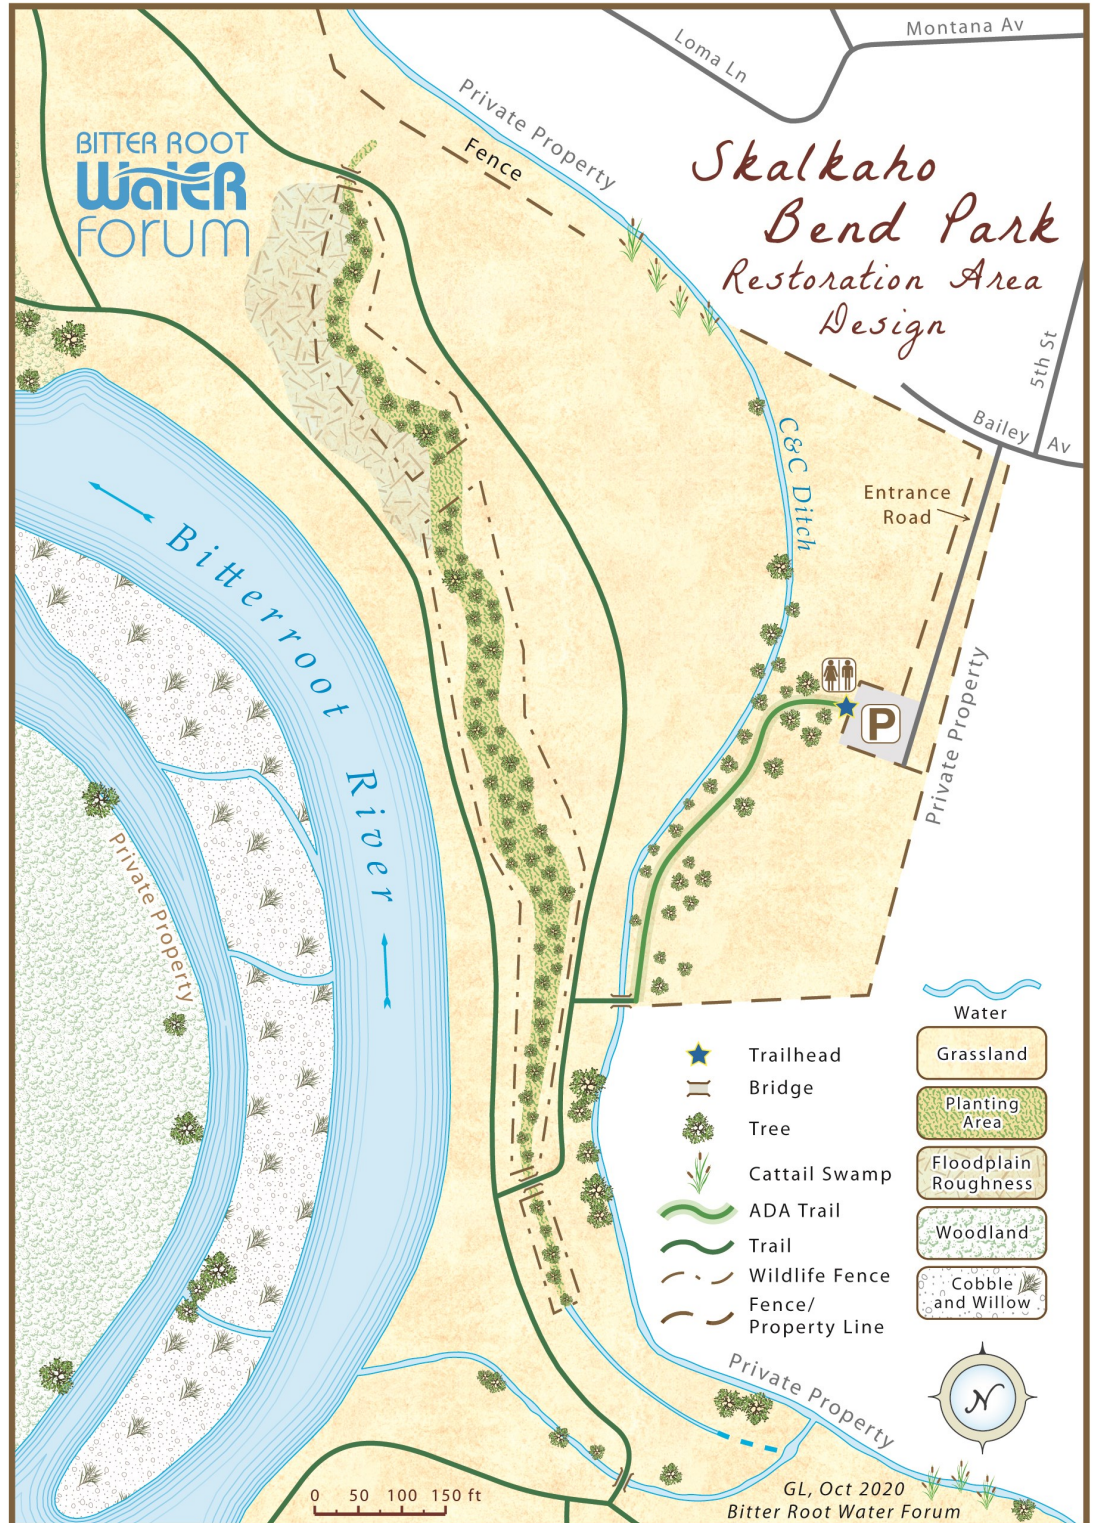 Montana Av
Loma Ln
Private Property
Fence
BITTER ROOT
WaTER
FORUM
Skalkaho
Bend Park
Restoration Area
Design
5th St
Bailey Av
C&C Ditch
Entrance
Road
Bitterroot River
P
Private Property
Private Property
Water
Trailhead
Bridge
Tree
Cattail Swamp
ADA Trail
Trail
Wildlife Fence
Fence/
Property Line
Grassland
Planting
Area
Floodplain
Roughness
Woodland
Cobble
and Willow
N
Private Property
0 50 100 150 ft
GL, Oct 2020
Bitter Root Water Forum